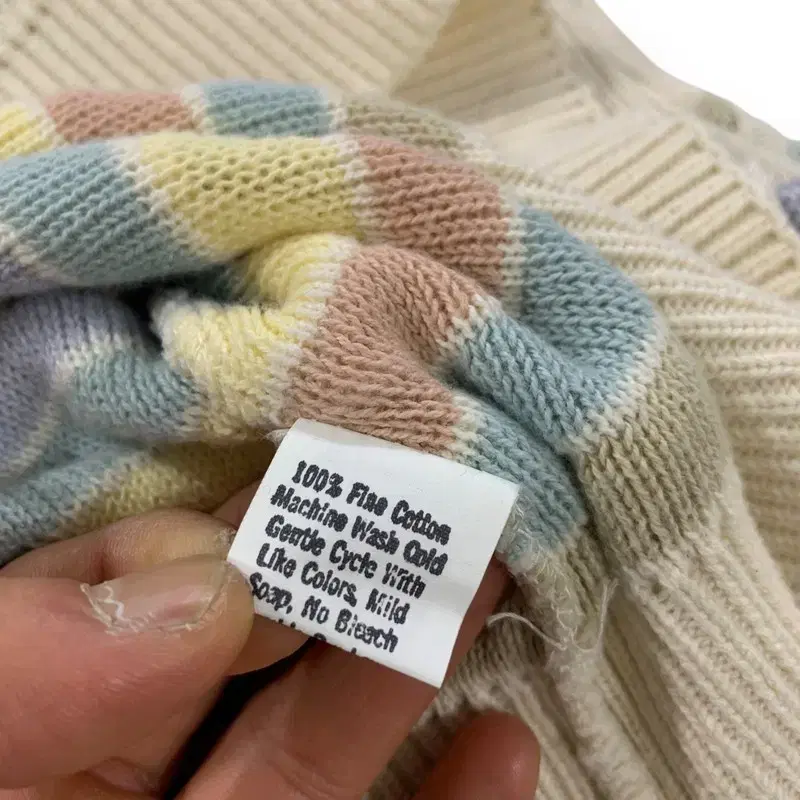 100% Fine Cotton
Machine Wash Cold
Gentle Cycle With
Like Colors, Mild
Soap, No Bleach